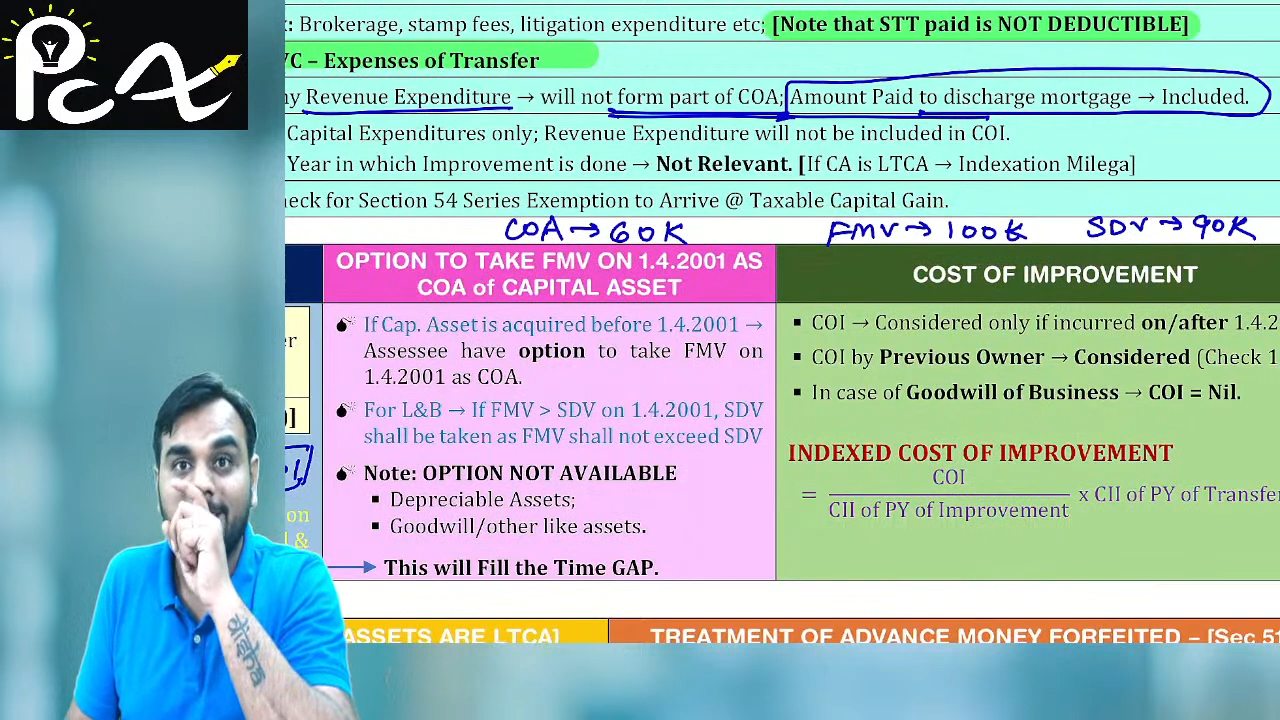 PCA
: Brokerage, stamp fees, litigation expenditure etc; [Note that STT paid is NOT DEDUCTIBLE]
VC – Expenses of Transfer
Revenue Expenditure → will not form part of COA; Amount Paid to discharge mortgage → Included.
Capital Expenditures only; Revenue Expenditure will not be included in COI.
Year in which Improvement is done → Not Relevant. [If CA is LTCA → Indexation Milega]
heck for Section 54 Series Exemption to Arrive @ Taxable Capital Gain.
COA → 60K FMV → 100K SDV → 90K
OPTION TO TAKE FMV ON 1.4.2001 AS
COA of CAPITAL ASSET
If Cap. Asset is acquired before 1.4.2001 →
Assessee have option to take FMV on
1.4.2001 as COA.
For L&B → If FMV > SDV on 1.4.2001, SDV
shall be taken as FMV shall not exceed SDV
Note: OPTION NOT AVAILABLE
▪ Depreciable Assets;
▪ Goodwill/other like assets.
This will Fill the Time GAP.
COST OF IMPROVEMENT
▪ COI → Considered only if incurred on/after 1.4.2
▪ COI by Previous Owner → Considered (Check 1
▪ In case of Goodwill of Business → COI = Nil.
INDEXED COST OF IMPROVEMENT
COI
= x CII of PY of Transfer
CII of PY of Improvement
er
)]
on
&
ASSETS ARE LTCA]
TREATMENT OF ADVANCE MONEY FORFEITED – [Sec 51